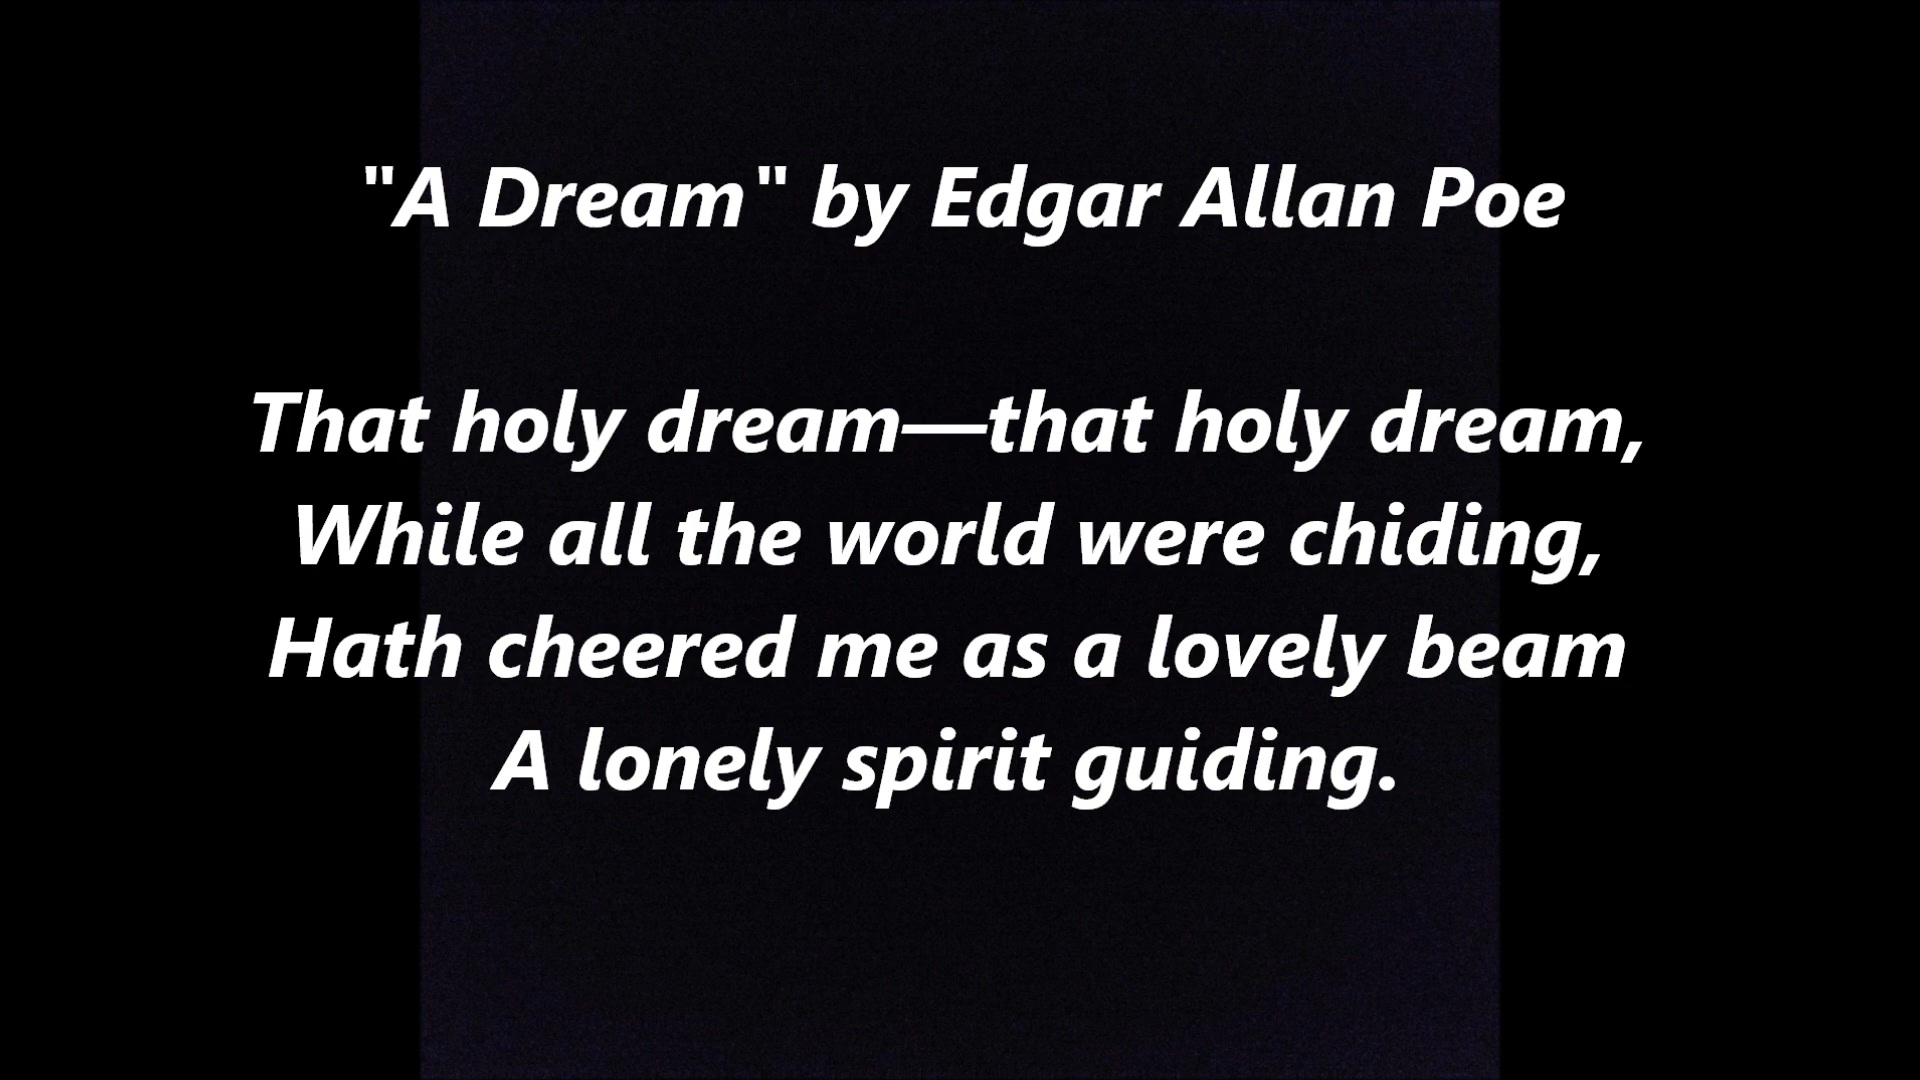 "A Dream" by Edgar Allan Poe
That holy dream—that holy dream,
While all the world were chiding,
Hath cheered me as a lovely beam
A lonely spirit guiding.